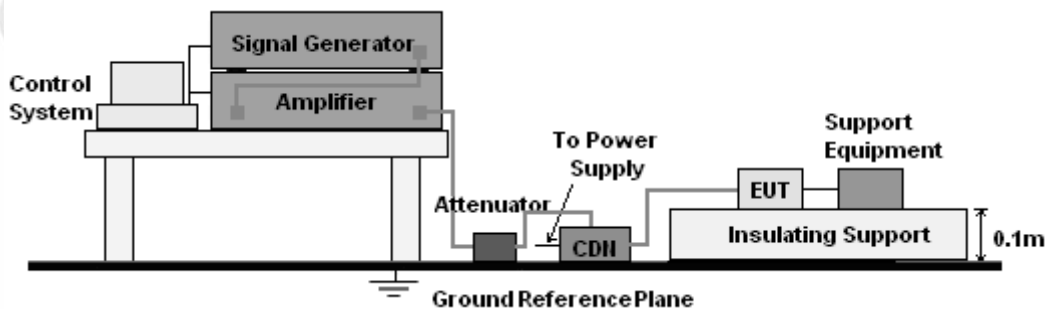 Signal Generator
Control
System
Amplifier
To Power
Supply
Support
Equipment
Attenuator
EUT
CDN
Insulating Support
0.1m
Ground Reference Plane